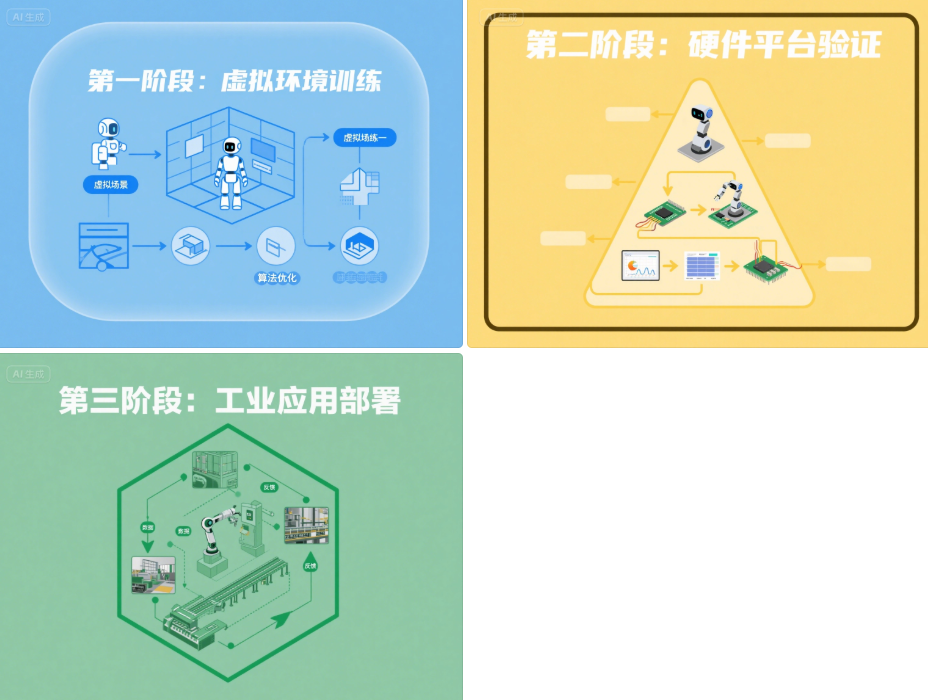 AI生成
第一阶段：虚拟环境训练
虚拟场景
虚拟场练一
算法优化
AI生成
第二阶段：硬件平台验证
AI生成
第三阶段：工业应用部署
反馈
数据
数据
反馈